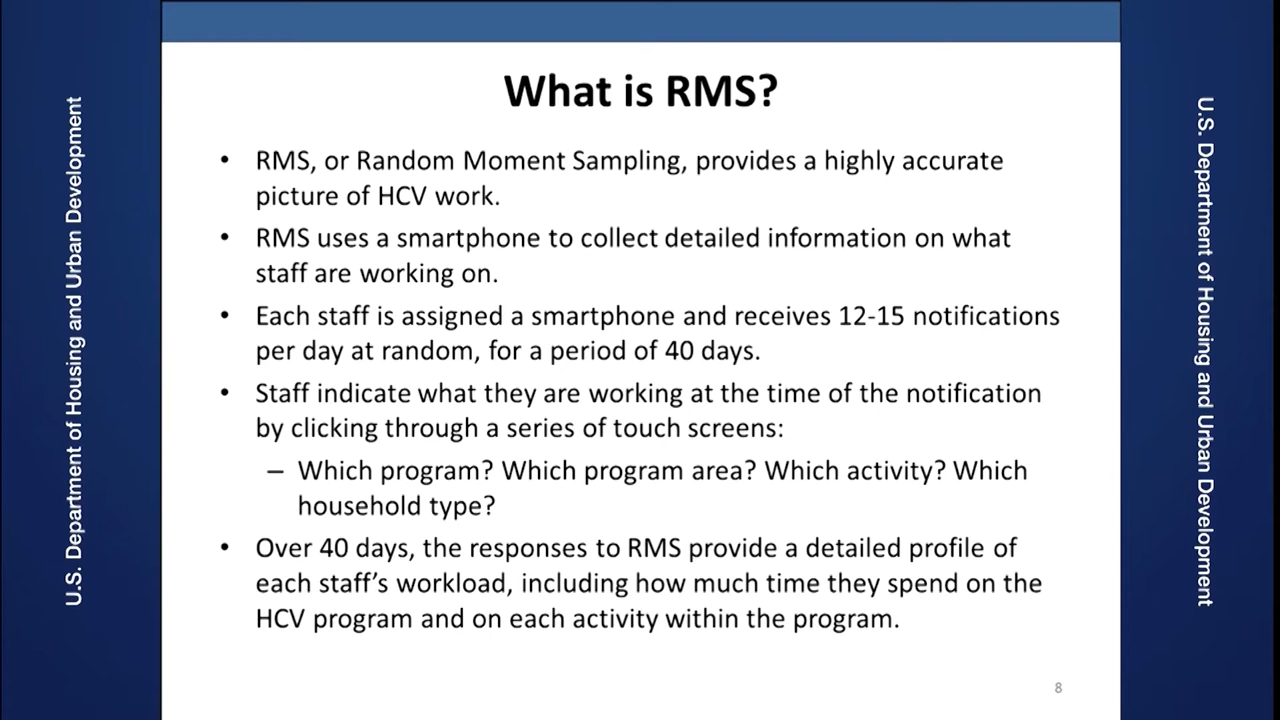 U.S. Department of Housing and Urban Development
What is RMS?
• RMS, or Random Moment Sampling, provides a highly accurate
picture of HCV work.
• RMS uses a smartphone to collect detailed information on what
staff are working on.
• Each staff is assigned a smartphone and receives 12-15 notifications
per day at random, for a period of 40 days.
• Staff indicate what they are working at the time of the notification
by clicking through a series of touch screens:
– Which program? Which program area? Which activity? Which
household type?
• Over 40 days, the responses to RMS provide a detailed profile of
each staff’s workload, including how much time they spend on the
HCV program and on each activity within the program.
8
U.S. Department of Housing and Urban Development